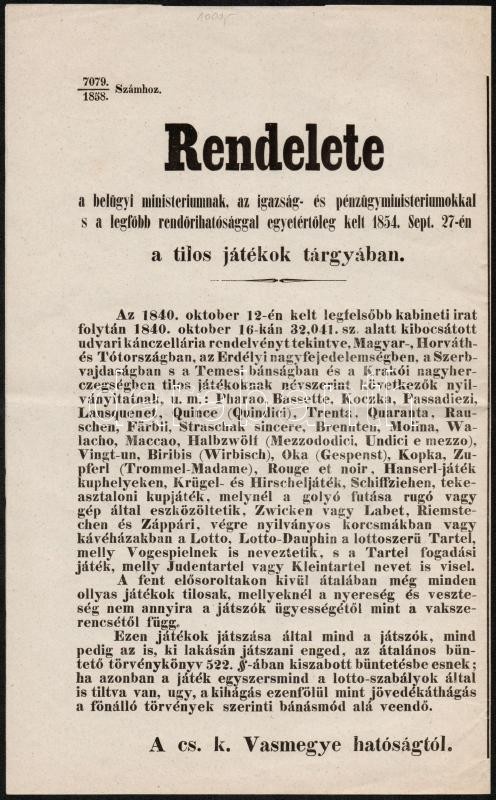 7079.
1858. Számhoz.
Rendelete
a belügyi ministeriumnak, az igazság- és pénzügyministeriumokkal
s a legfőbb rendőrihatósággal egyetértőleg kelt 1854. Sept. 27-én
a tilos játékok tárgyában.
Az 1840. oktober 12-én kelt legfelsőbb kabineti irat
folytán 1840. oktober 16-kán 32,041. sz. alatt kibocsátott
udvari kánczellária rendelvényt tekintve, Magyar-, Horváth-
és Tótországban, az Erdélyi nagyfejedelemségben, a Szerb-
vajdaságban s a Temesi bánságban és a Krakói nagyher-
czegségben tilos játékoknak névszerint következők nyil-
ványitatnak, u. m.: Pharao, Bassette, Koczka, Passadiezi,
Lansquenet, Quince (Quindici), Trenta, Quaranta, Rau-
schen, Färbli, Straschak sincere, Brennten, Molina, Wa-
lacho, Maccao, Halbzwölf (Mezzododici, Undici e mezzo),
Vingt-un, Biribis (Wirbisch), Oka (Gespenst), Kopka, Zu-
pferl (Trommel-Madame), Rouge et noir, Hanserl-játék
kuphelyeken, Krügel- és Hirscheljáték, Schiffziehen, teke-
asztaloni kupjáték, melynél a golyó futása rugó vagy
gép által eszközöltetik, Zwicken vagy Labet, Riemste-
chen és Záppári, végre nyilványos korcsmákban vagy
kávéházakban a Lotto, Lotto-Dauphin a lottoszerü Tartel,
melly Vogespielnek is neveztetik, s a Tartel fogadási
játék, melly Judentartel vagy Kleintartel nevet is visel.
A fent elősoroltakon kivül átalában még minden
ollyas játékok tilosak, mellyeknél a nyereség és veszte-
ség nem annyira a játszók ügyességétől mint a vaksze-
rencsétől függ.
Ezen játékok játszása által mind a játszók, mind
pedig az is, ki lakásán játszani enged, az átalános bün-
tető törvénykönyv 522. §-ában kiszabott büntetésbe esnek;
ha azonban a játék egyszersmind a lotto-szabályok által
is tiltva van, ugy, a kihágás ezenfölül mint jövedékáthágás
a fönálló törvények szerinti bánásmód alá veendő.
A cs. k. Vasmegye hatóságtól.